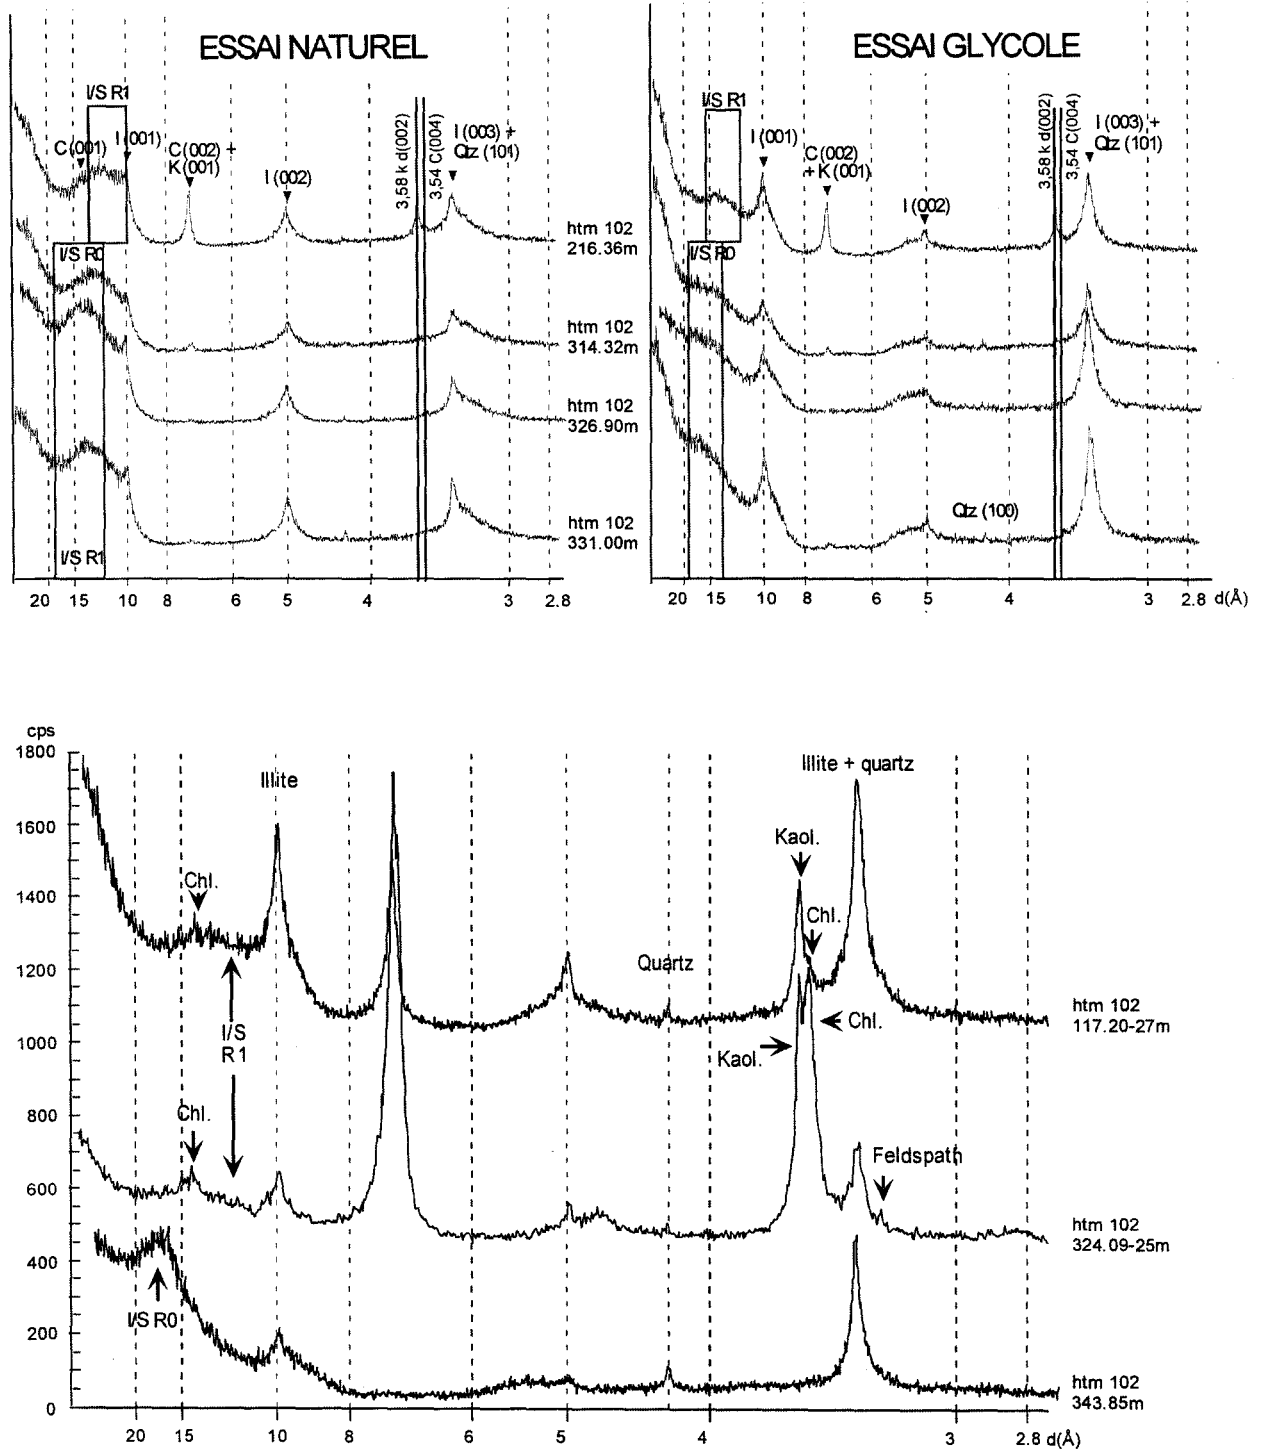 ESSAI NATUREL
I/S R1
C (001)
I (001)
C (002) +
K (001)
I (002)
3,58 k d(002)
3,54 C(004)
I (003) +
Qtz (101)
htm 102
216.36m
I/S R0
htm 102
314.32m
htm 102
326.90m
htm 102
331.00m
I/S R1
20 15 10 8 6 5 4 3 2.8
ESSAI GLYCOLE
I/S R1
I (001)
C (002)
+ K (001)
I (002)
3,58 k d(002)
3,54 C(004)
I (003) +
Qtz (101)
I/S R0
Qtz (100)
20 15 10 8 6 5 4 3 2.8 d(Å)
cps
1800
1600
1400
1200
1000
800
600
400
200
0
Illite
Illite + quartz
Kaol.
Chl.
Chl.
Quartz
htm 102
117.20-27m
I/S
R1
Chl.
Kaol.
Chl.
Feldspath
htm 102
324.09-25m
I/S R0
htm 102
343.85m
20 15 10 8 6 5 4 3 2.8 d(Å)